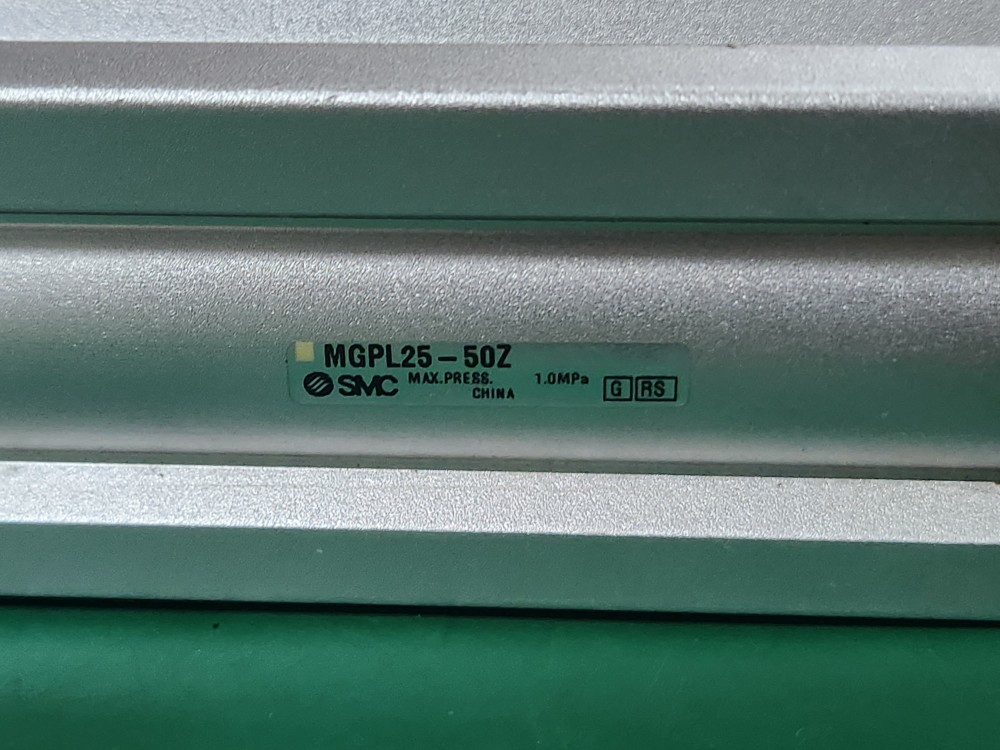 MGPL25-50Z
SMC MAX.PRESS. 1.0MPa G RS
CHINA